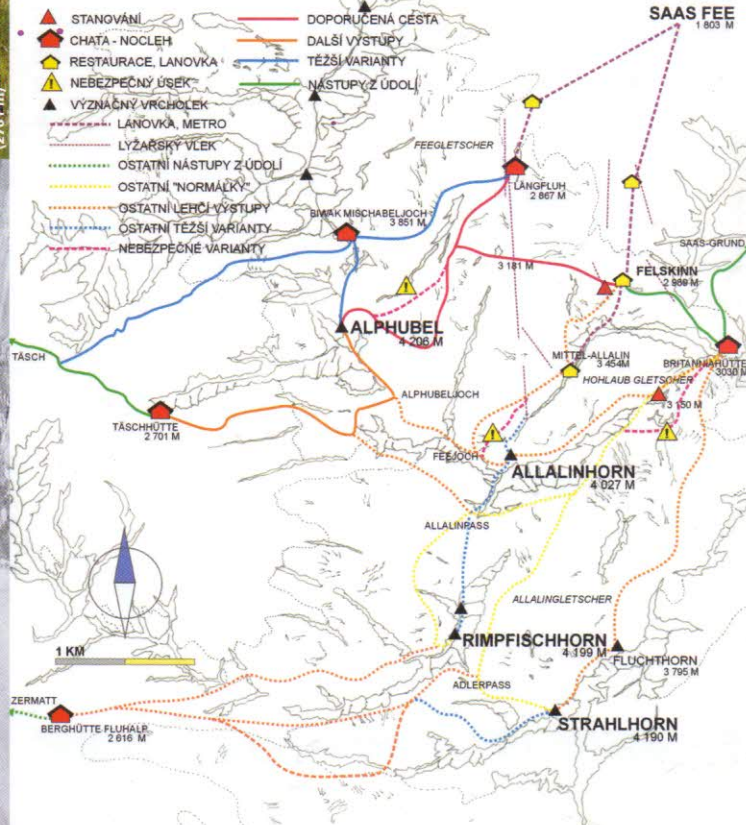 STANOVÁNÍ
CHATA - NOCLEH
RESTAURACE, LANOVKA
NEBEZPEČNÝ ÚSEK
VÝZNAČNÝ VRCHOLEK
LANOVKA, METRO
LYŽAŘSKÝ VLEK
OSTATNÍ NÁSTUPY Z ÚDOLÍ
OSTATNÍ "NORMÁLKY"
OSTATNÍ LEHČÍ VÝSTUPY
OSTATNÍ TĚŽŠÍ VARIANTY
NEBEZPEČNÉ VARIANTY
DOPORUČENÁ CESTA
DALŠÍ VÝSTUPY
TĚŽŠÍ VARIANTY
NÁSTUPY Z ÚDOLÍ
SAAS FEE
1 803 M
FEEGLETSCHER
LÄNGFLUH
2 867 M
BIWAK MISCHABELJOCH
3 851 M
SAAS-GRUND
3 181 M
FELSKINN
2 989 M
ALPHUBEL
4 206 M
TÄSCH
MITTEL-ALLALIN
3 454M
BRITANNIAHÜTTE
3030 M
HOHLAUB GLETSCHER
ALPHUBELJOCH
3 150 M
TÄSCHHÜTTE
2 701 M
FEEJOCH
ALLALINHORN
4 027 M
ALLALINPASS
ALLALINGLETSCHER
1 KM
RIMPFISCHHORN
4 199 M
FLUCHTHORN
3 795 M
ADLERPASS
ZERMATT
STRAHLHORN
4 190 M
BERGHÜTTE FLUHALP
2 616 M